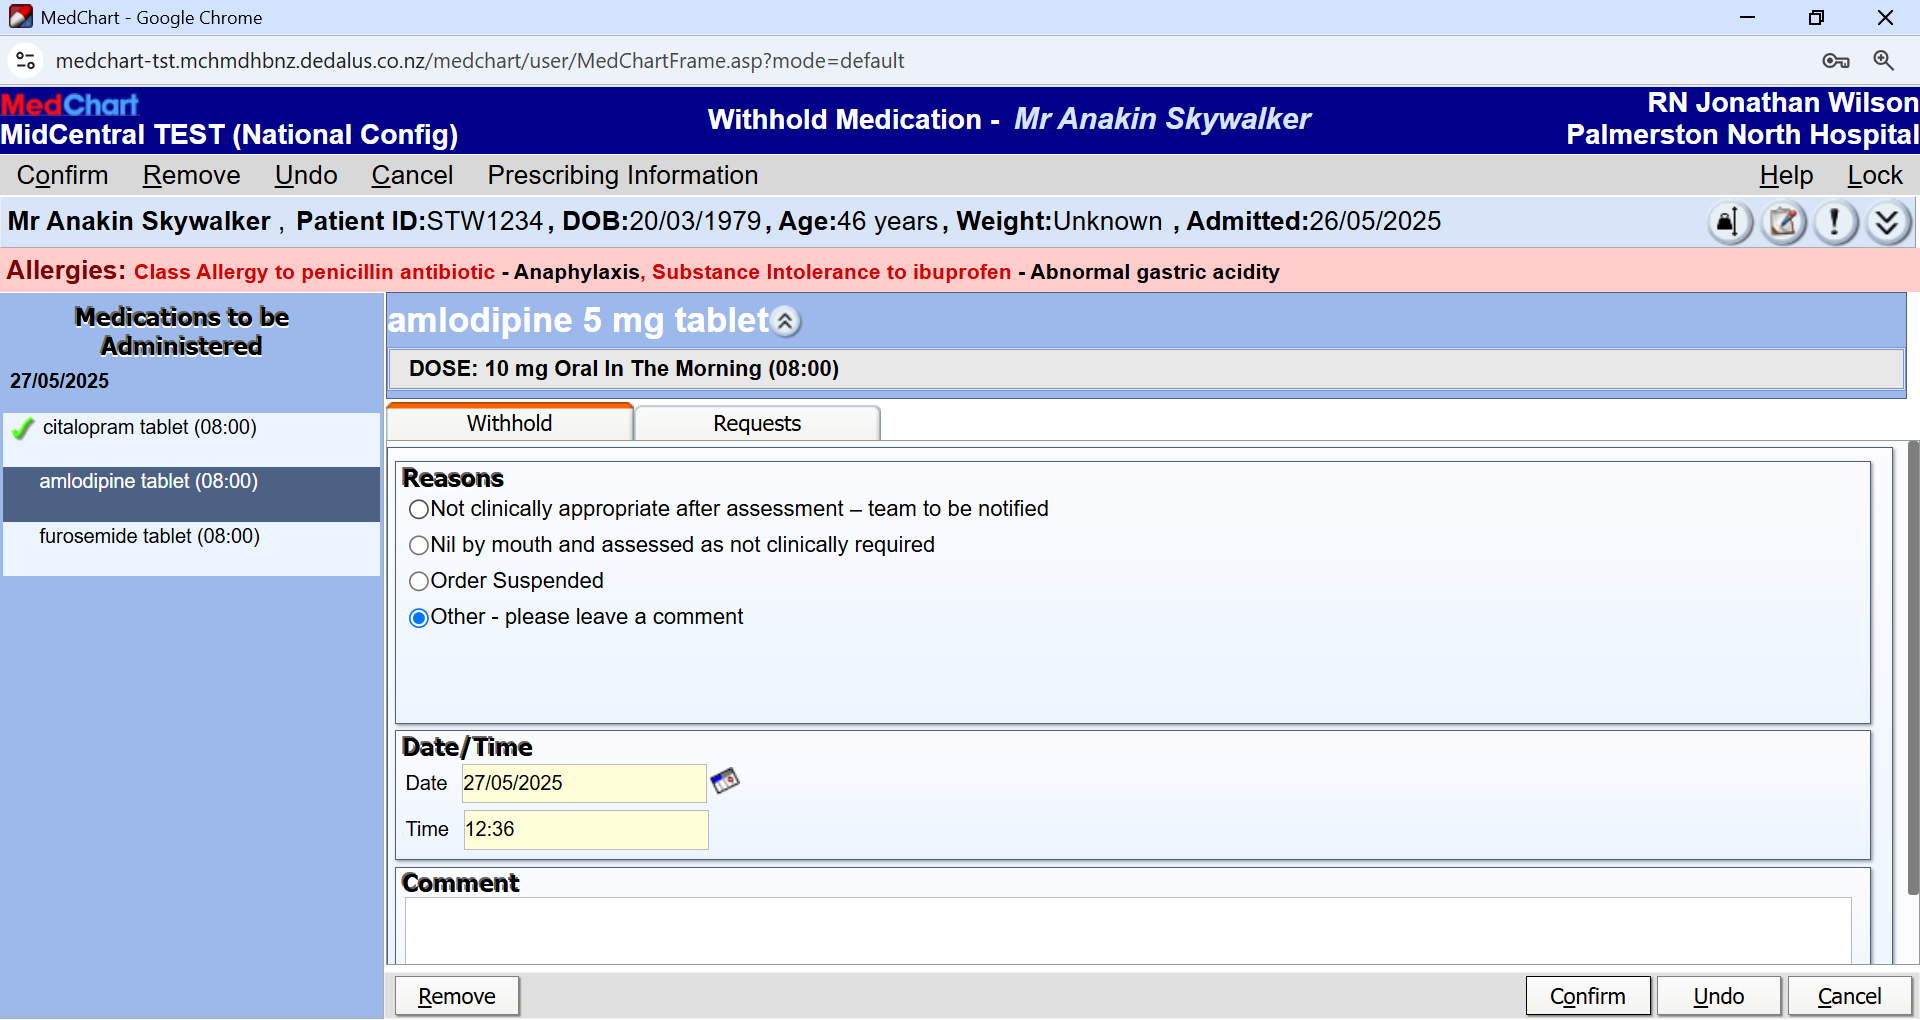 MedChart - Google Chrome
medchart-tst.mchmdhbnz.dedalus.co.nz/medchart/user/MedChartFrame.asp?mode=default
MedChart
MidCentral TEST (National Config)
Withhold Medication - Mr Anakin Skywalker
RN Jonathan Wilson
Palmerston North Hospital
Confirm Remove Undo Cancel Prescribing Information Help Lock
Mr Anakin Skywalker , Patient ID:STW1234, DOB:20/03/1979, Age:46 years, Weight:Unknown , Admitted:26/05/2025
Allergies: Class Allergy to penicillin antibiotic - Anaphylaxis, Substance Intolerance to ibuprofen - Abnormal gastric acidity
Medications to be
Administered
27/05/2025
citalopram tablet (08:00)
amlodipine tablet (08:00)
furosemide tablet (08:00)
amlodipine 5 mg tablet
DOSE: 10 mg Oral In The Morning (08:00)
Withhold Requests
Reasons
Not clinically appropriate after assessment – team to be notified
Nil by mouth and assessed as not clinically required
Order Suspended
Other - please leave a comment
Date/Time
Date 27/05/2025
Time 12:36
Comment
Remove Confirm Undo Cancel